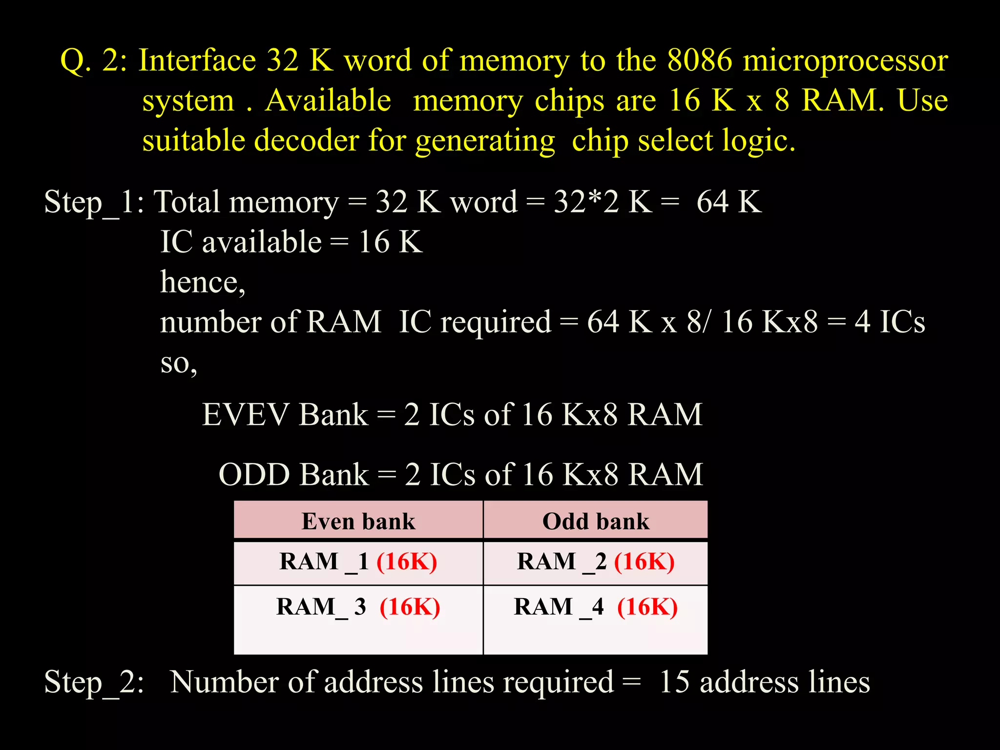 Q. 2: Interface 32 K word of memory to the 8086 microprocessor
system . Available memory chips are 16 K x 8 RAM. Use
suitable decoder for generating chip select logic.
Step_1: Total memory = 32 K word = 32*2 K = 64 K
IC available = 16 K
hence,
number of RAM IC required = 64 K x 8/ 16 Kx8 = 4 ICs
so,
EVEV Bank = 2 ICs of 16 Kx8 RAM
ODD Bank = 2 ICs of 16 Kx8 RAM
Even bank Odd bank
RAM _1 (16K) RAM _2 (16K)
RAM_ 3 (16K) RAM _4 (16K)
Step_2: Number of address lines required = 15 address lines